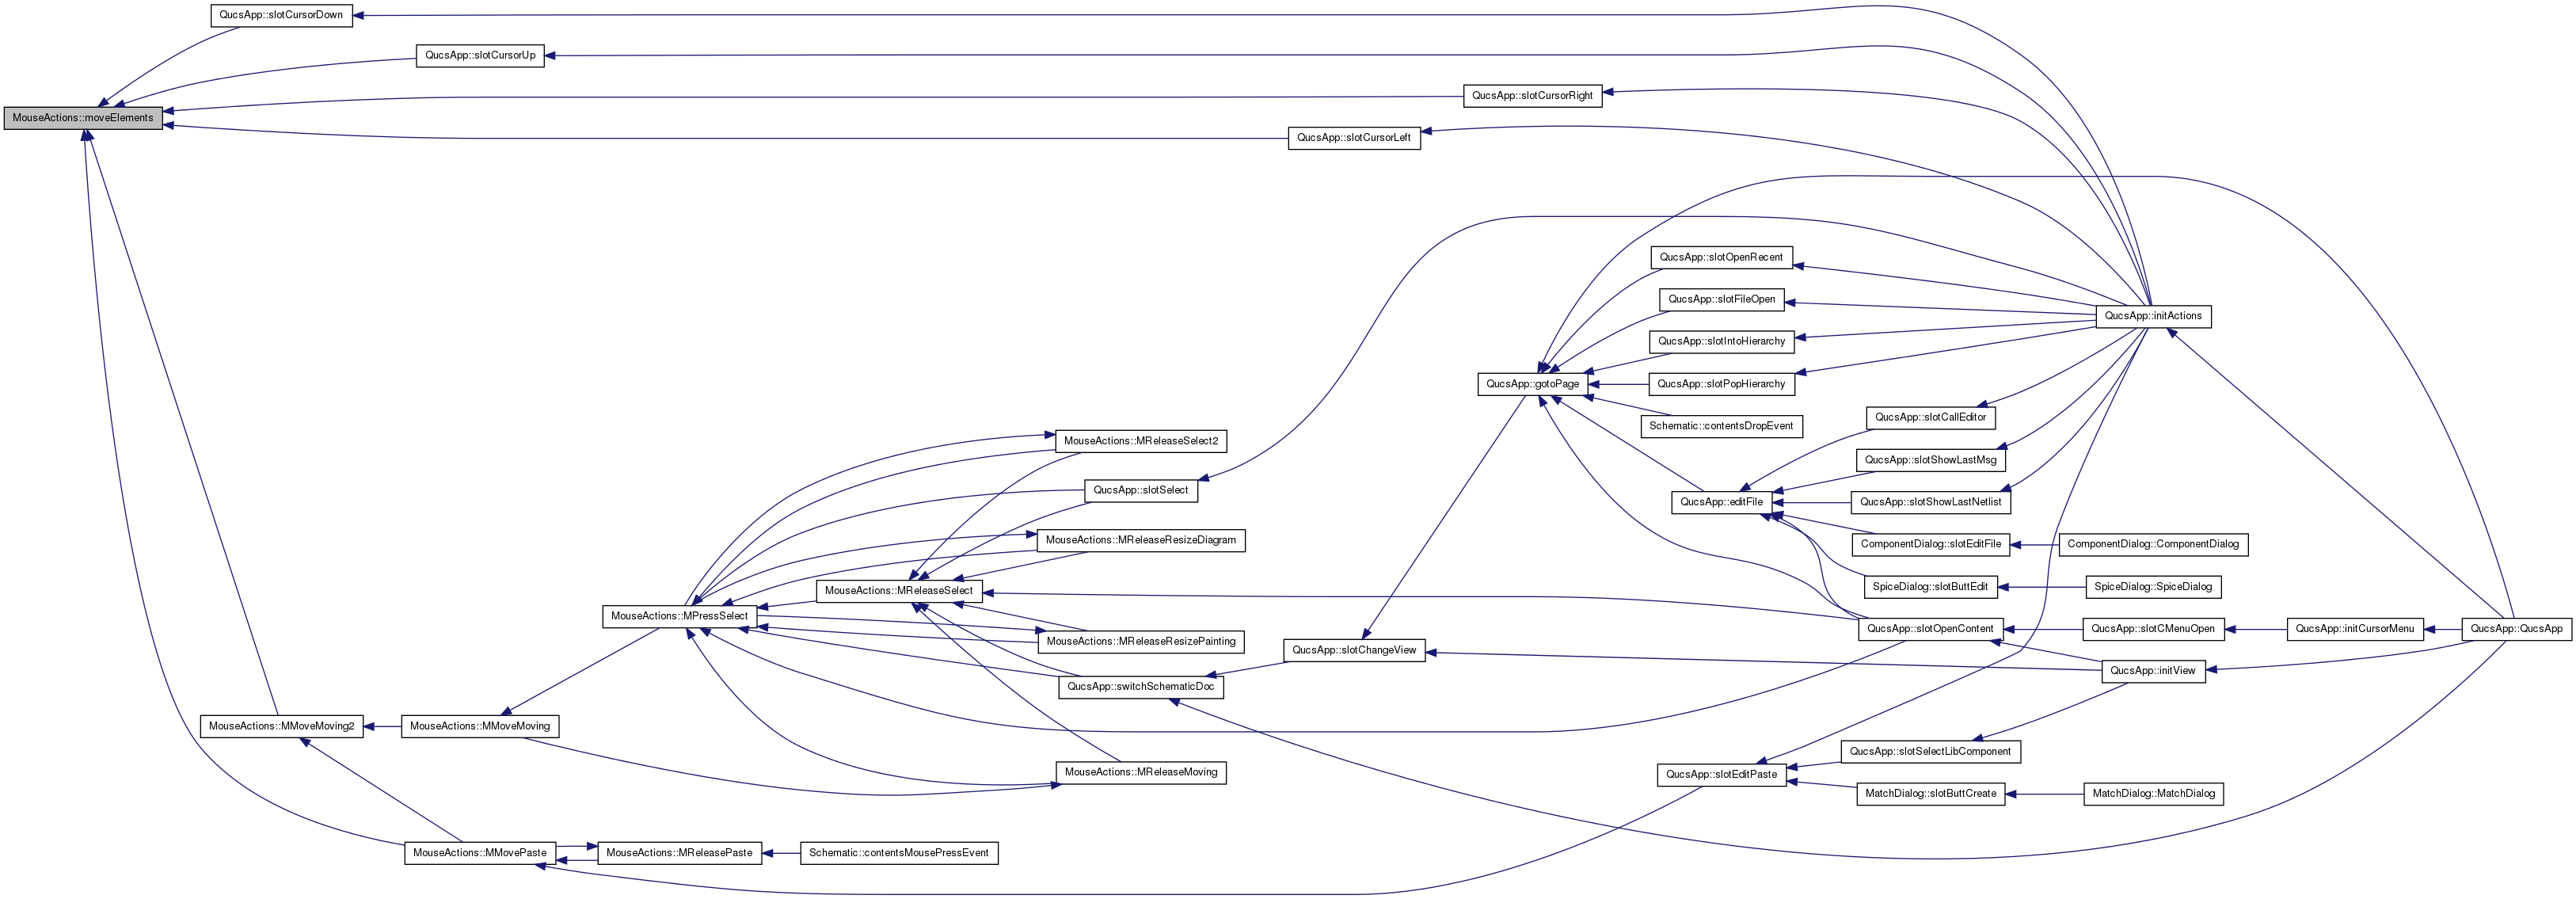 QucsApp::slotCursorDown
QucsApp::slotCursorUp
QucsApp::slotCursorRight
MouseActions::moveElements
QucsApp::slotCursorLeft
QucsApp::slotOpenRecent
QucsApp::slotFileOpen
QucsApp::initActions
QucsApp::slotIntoHierarchy
QucsApp::gotoPage
QucsApp::slotPopHierarchy
QucsApp::slotCallEditor
Schematic::contentsDropEvent
MouseActions::MReleaseSelect2
QucsApp::slotShowLastMsg
QucsApp::slotSelect
QucsApp::editFile
QucsApp::slotShowLastNetlist
MouseActions::MReleaseResizeDiagram
ComponentDialog::slotEditFile
ComponentDialog::ComponentDialog
MouseActions::MReleaseSelect
SpiceDialog::slotButtEdit
SpiceDialog::SpiceDialog
MouseActions::MPressSelect
QucsApp::slotOpenContent
QucsApp::slotCMenuOpen
QucsApp::initCursorMenu
QucsApp::QucsApp
MouseActions::MReleaseResizePainting
QucsApp::slotChangeView
QucsApp::initView
QucsApp::switchSchematicDoc
MouseActions::MMoveMoving2
MouseActions::MMoveMoving
QucsApp::slotSelectLibComponent
MouseActions::MReleaseMoving
QucsApp::slotEditPaste
MatchDialog::slotButtCreate
MatchDialog::MatchDialog
MouseActions::MMovePaste
MouseActions::MReleasePaste
Schematic::contentsMousePressEvent